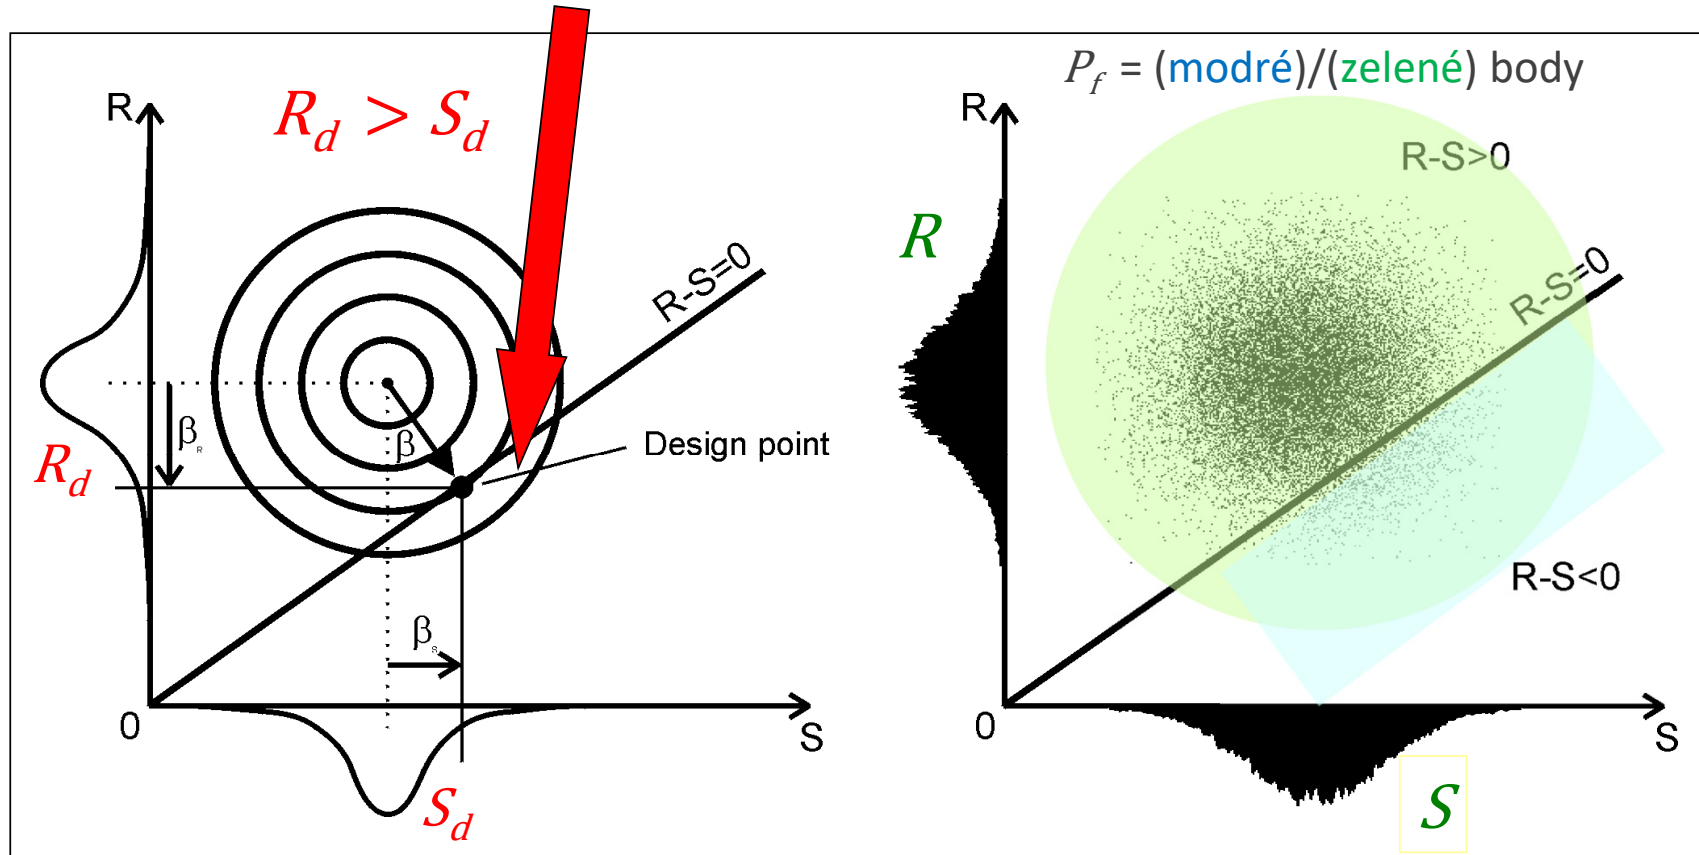 P_f = (modré)/(zelené) body
R
R_d > S_d
R-S=0
β_R
β
R_d
Design point
β_S
0
S
S_d
R
R-S>0
R
R-S=0
R-S<0
0
S
S